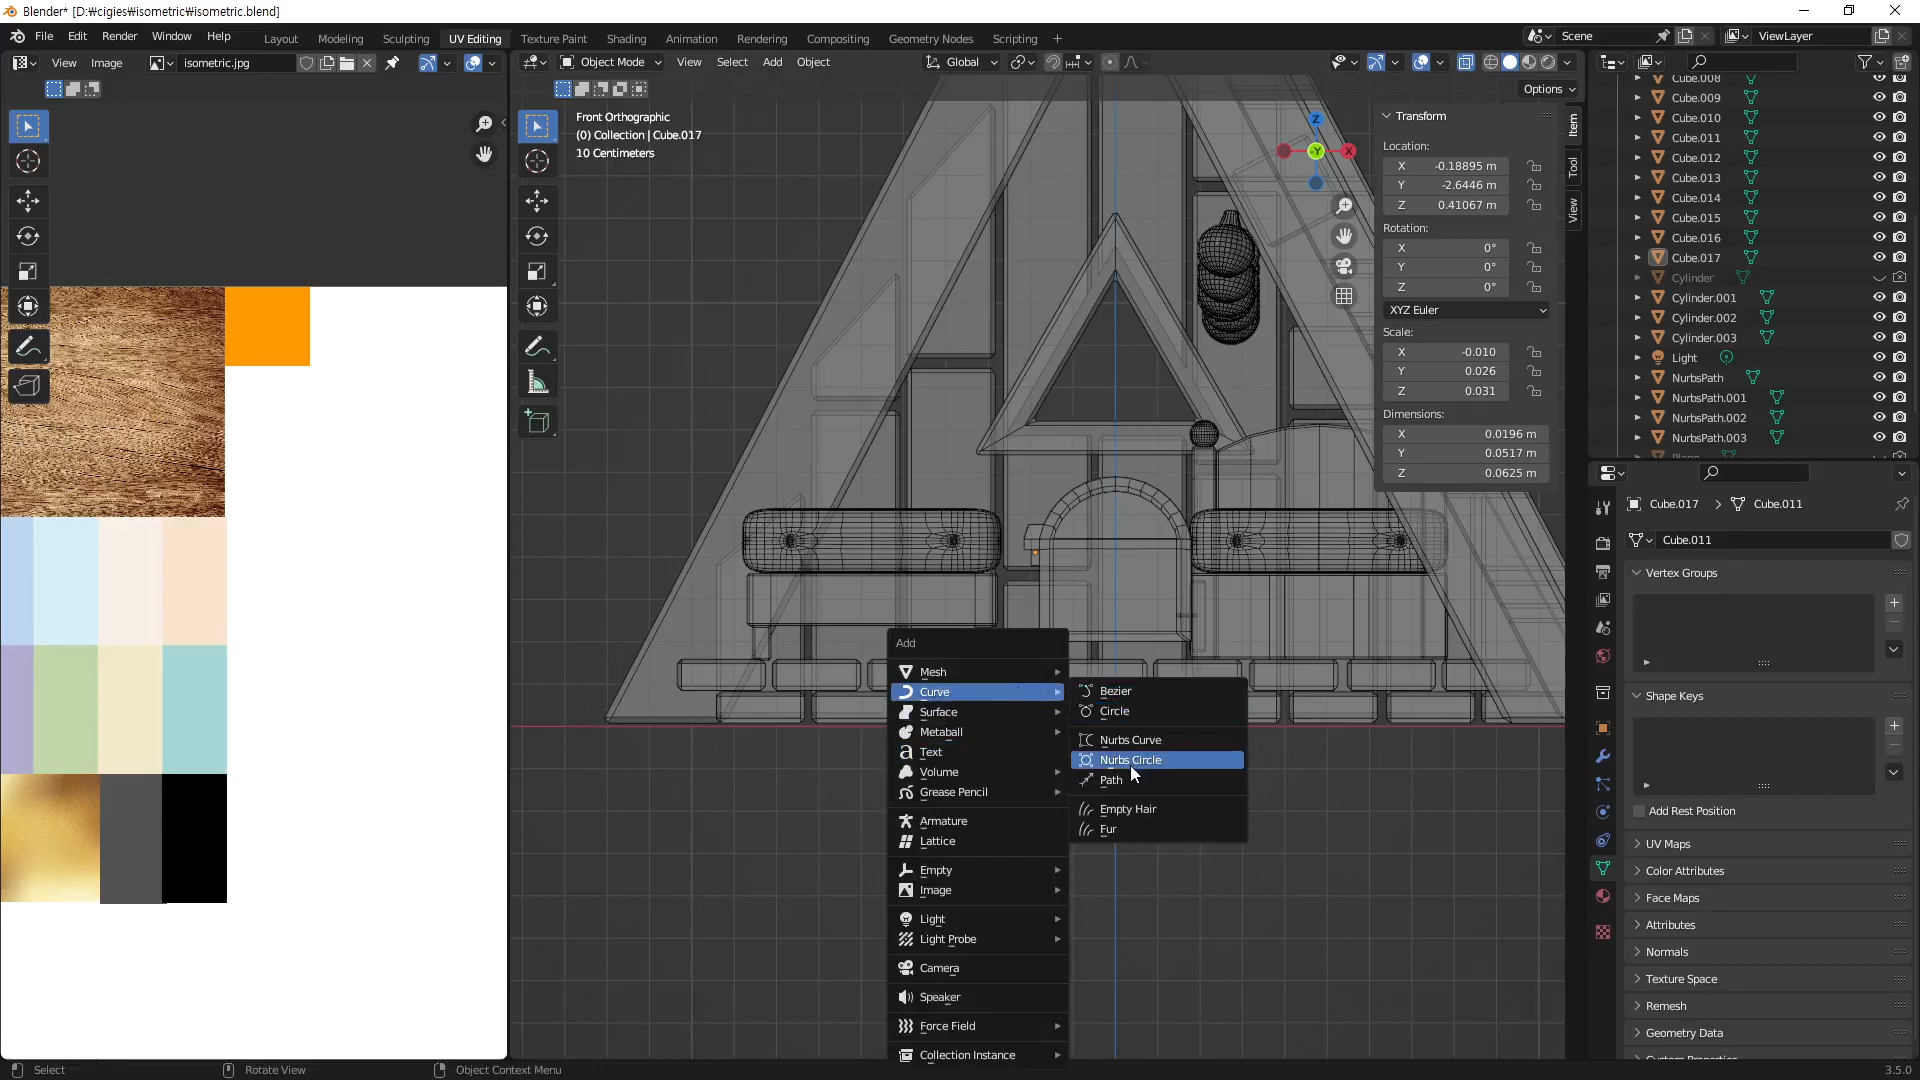 Blender* [D:￦cigies￦isometric￦isometric.blend]
File Edit Render Window Help
Layout Modeling Sculpting UV Editing Texture Paint Shading Animation Rendering Compositing Geometry Nodes Scripting +
Scene
ViewLayer
View Image isometric.jpg
Object Mode View Select Add Object
Global
Options
Front Orthographic
(0) Collection | Cube.017
10 Centimeters
Z
-Y
X
Transform
Location:
X -0.18895 m
Y -2.6446 m
Z 0.41067 m
Rotation:
X 0°
Y 0°
Z 0°
XYZ Euler
Scale:
X -0.010
Y 0.026
Z 0.031
Dimensions:
X 0.0196 m
Y 0.0517 m
Z 0.0625 m
Item
Tool
View
Cube.008
Cube.009
Cube.010
Cube.011
Cube.012
Cube.013
Cube.014
Cube.015
Cube.016
Cube.017
Cylinder
Cylinder.001
Cylinder.002
Cylinder.003
Light
NurbsPath
NurbsPath.001
NurbsPath.002
NurbsPath.003
Plane
Cube.017 > Cube.011
Cube.011
Vertex Groups
Shape Keys
Add Rest Position
UV Maps
Color Attributes
Face Maps
Attributes
Normals
Texture Space
Remesh
Geometry Data
Custom Properties
Add
Mesh
Curve
Surface
Metaball
Text
Volume
Grease Pencil
Armature
Lattice
Empty
Image
Light
Light Probe
Camera
Speaker
Force Field
Collection Instance
Bezier
Circle
Nurbs Curve
Nurbs Circle
Path
Empty Hair
Fur
Select
Rotate View
Object Context Menu
3.5.0